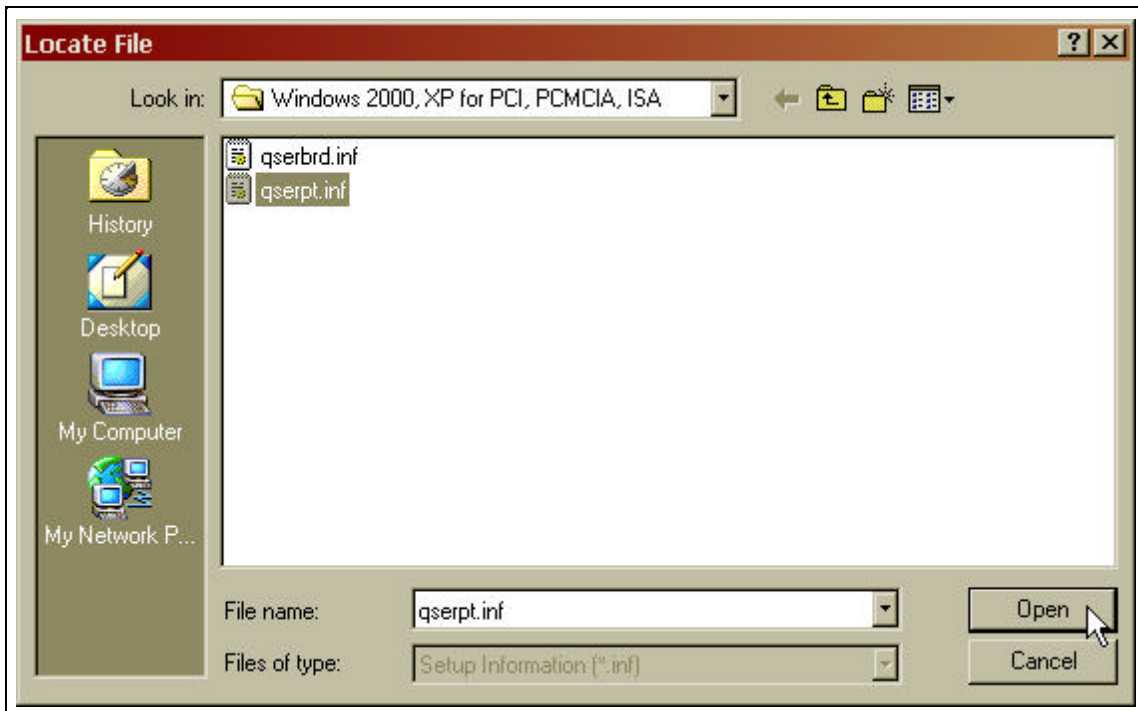 Locate File
Look in: Windows 2000, XP for PCI, PCMCIA, ISA
qserbrd.inf
qserpt.inf
History
Desktop
My Computer
My Network P...
File name: qserpt.inf Open
Files of type: Setup Information (*.inf) Cancel